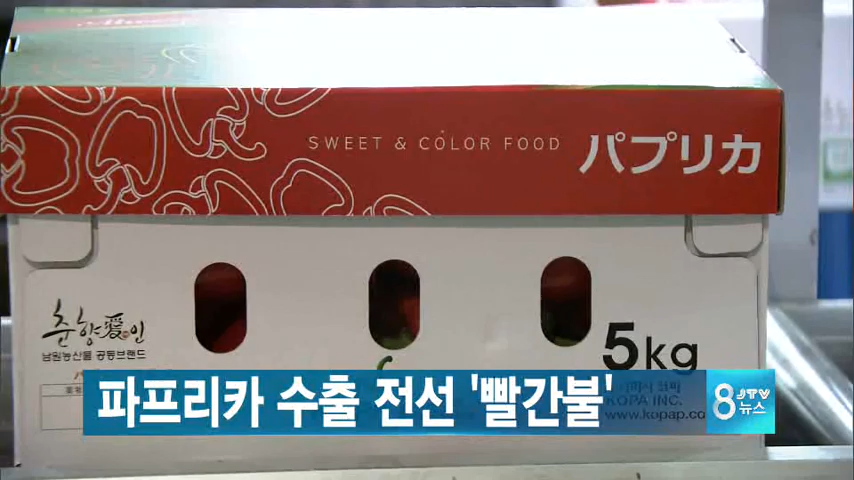 SWEET & COLOR FOOD パプリカ
춘향愛인
남원농산물 공동브랜드
5kg
파프리카 수출 전선 '빨간불'
KOPA INC.
www.kopap.co
8 JTV 뉴스